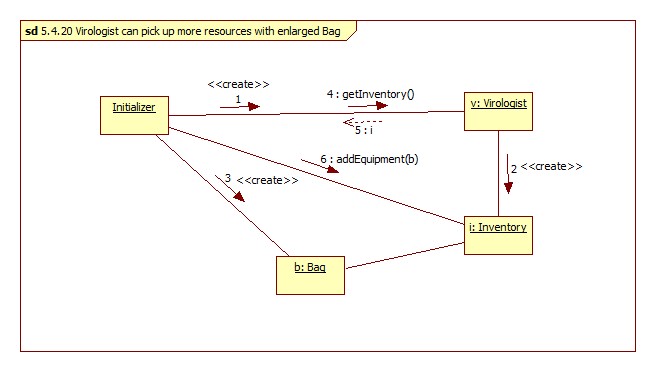 sd 5.4.20 Virologist can pick up more resources with enlarged Bag
<<create>>
1
4 : getInventory()
Initializer
v: Virologist
5 : i
6 : addEquipment(b)
2 <<create>>
3 <<create>>
i: Inventory
b: Bag